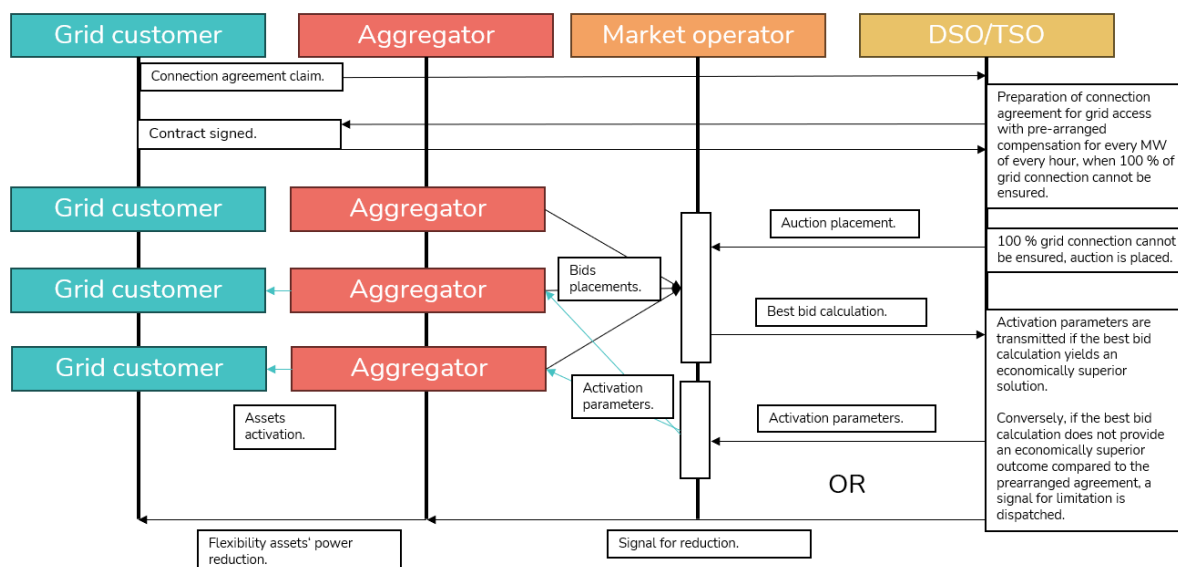 Grid customer
Aggregator
Market operator
DSO/TSO
Connection agreement claim.
Preparation of connection
agreement for grid access
with pre-arranged
compensation for every MW
of every hour, when 100 % of
grid connection cannot be
ensured.
Contract signed.
Grid customer
Aggregator
Auction placement.
100 % grid connection cannot
be ensured, auction is placed.
Grid customer
Aggregator
Bids
placements.
Best bid calculation.
Activation parameters are
transmitted if the best bid
calculation yields an
economically superior
solution.
Grid customer
Aggregator
Activation
parameters.
Assets
activation.
Activation parameters.
Conversely, if the best bid
calculation does not provide
an economically superior
outcome compared to the
prearranged agreement, a
signal for limitation is
dispatched.
OR
Flexibility assets' power
reduction.
Signal for reduction.